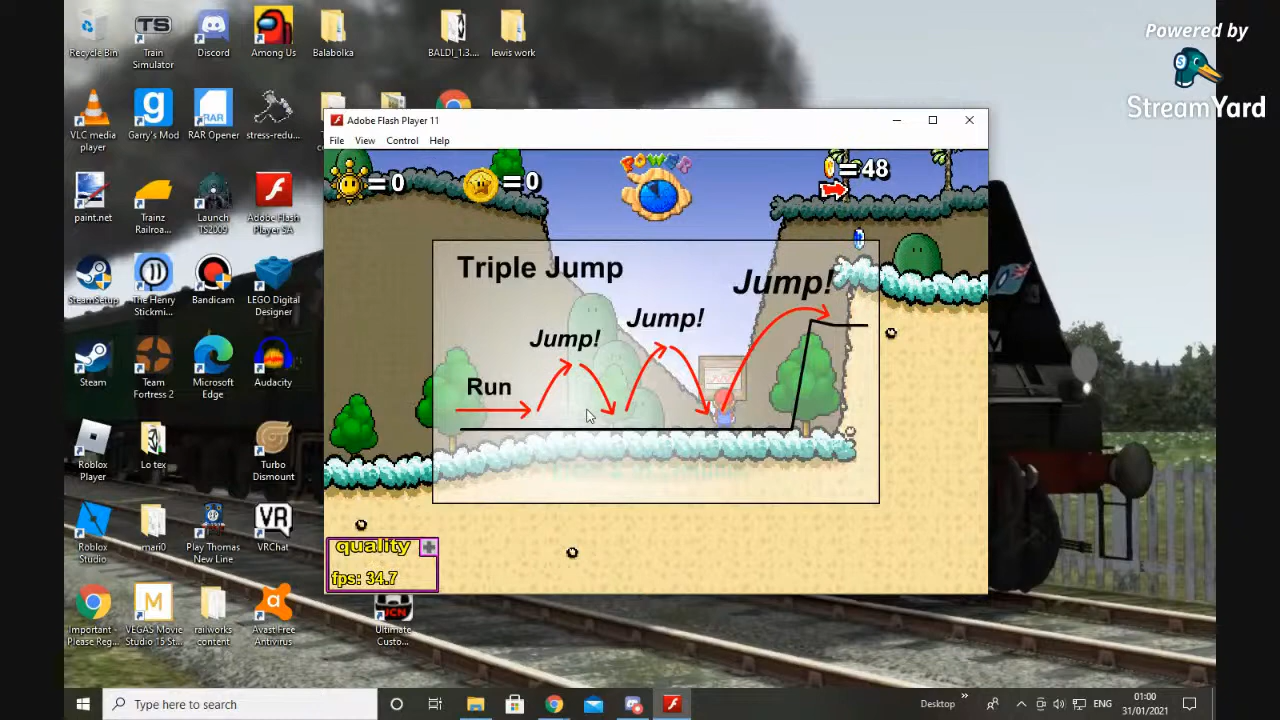 Powered by
StreamYard
Recycle Bin
Train Simulator
Discord
Among Us
Balabolka
BALDI_1.3....
lewis work
VLC media player
Garry's Mod
RAR Opener
stress-redu...
paint.net
Trainz Railroa...
Launch TS2009
Adobe Flash Player SA
SteamSetup
The Henry Stickmi...
Bandicam
LEGO Digital Designer
Steam
Team Fortress 2
Microsoft Edge
Audacity
Roblox Player
Lo tex
Turbo Dismount
Roblox Studio
mari0
Play Thomas New Line
VRChat
Important - Please Reg...
VEGAS Movie Studio 15 St...
railworks content
Avast Free Antivirus
Ultimate Custo...
Adobe Flash Player 11
File View Control Help
=0
=0
POWER
=48
Triple Jump
Jump!
Jump!
Jump!
Run
quality
fps: 34.7
Type here to search
Desktop
ENG
01:00
31/01/2021